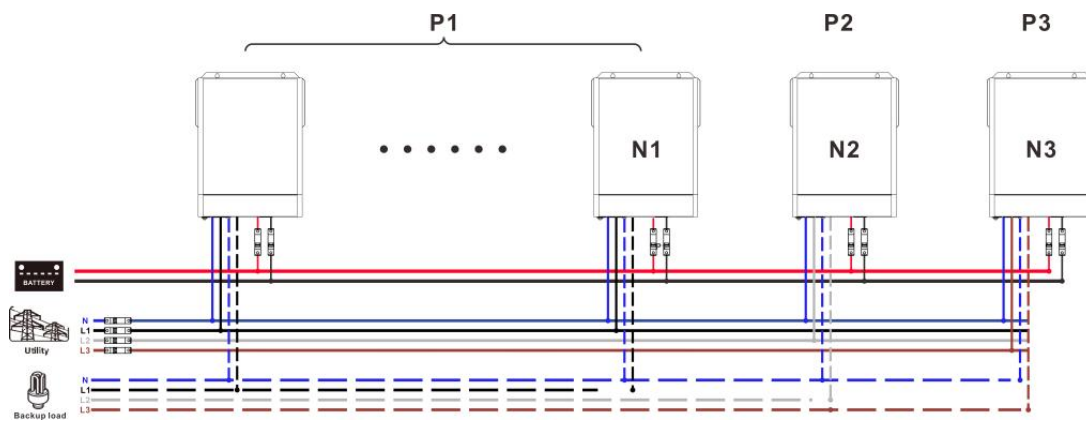 P1 P2 P3
N1 N2 N3
BATTERY
N
L1
L2
L3
Utility
N
L1
L2
L3
Backup load